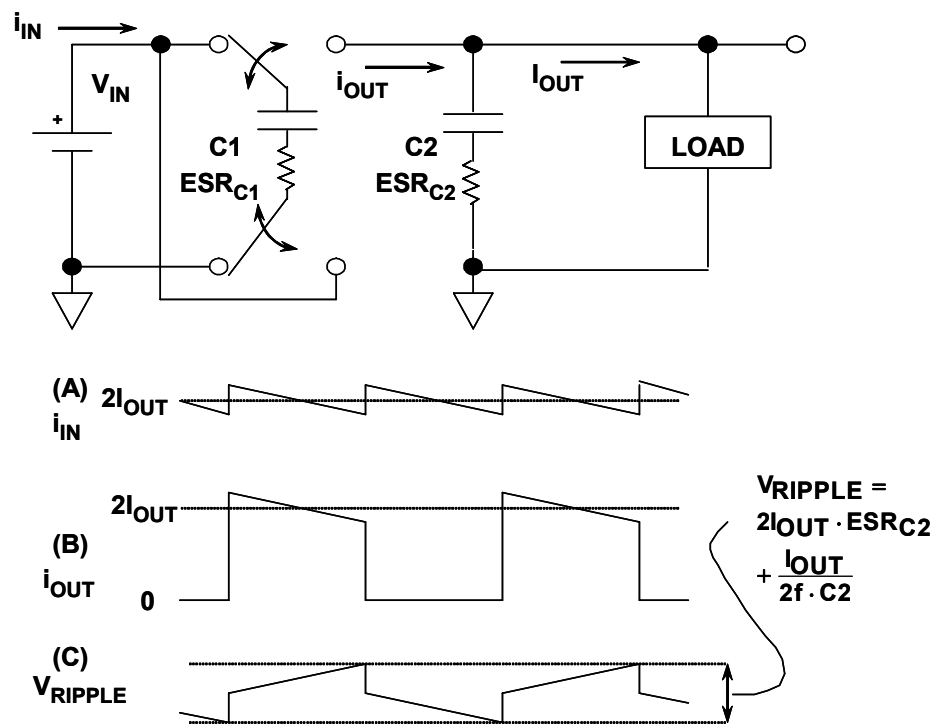 iIN
VIN
+
C1
ESRC1
iOUT
C2
ESRC2
IOUT
LOAD
(A)
iIN
2IOUT
(B)
iOUT
2IOUT
0
(C)
VRIPPLE
VRIPPLE =
2IOUT · ESRC2
+ IOUT
2f · C2